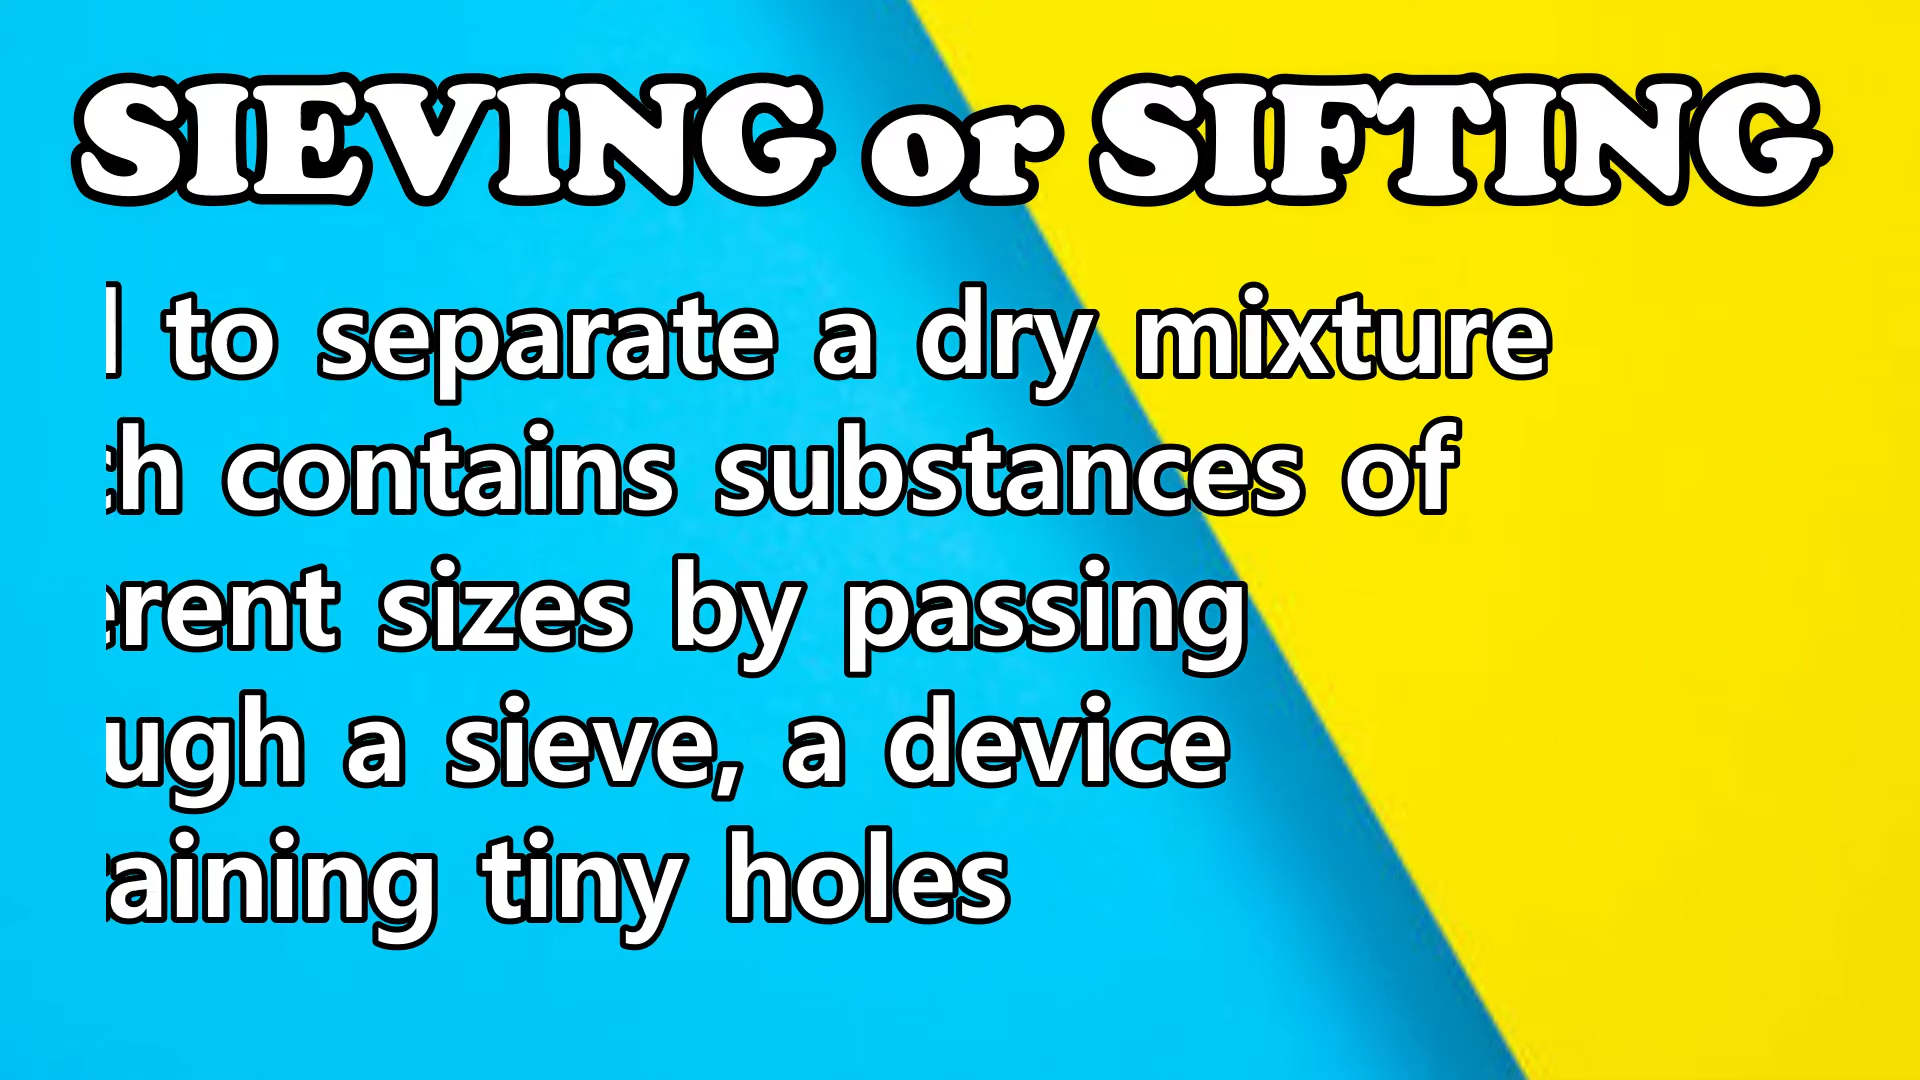 SIEVING or SIFTING
to separate a dry mixture
contains substances of
sizes by passing
a sieve, a device
tiny holes